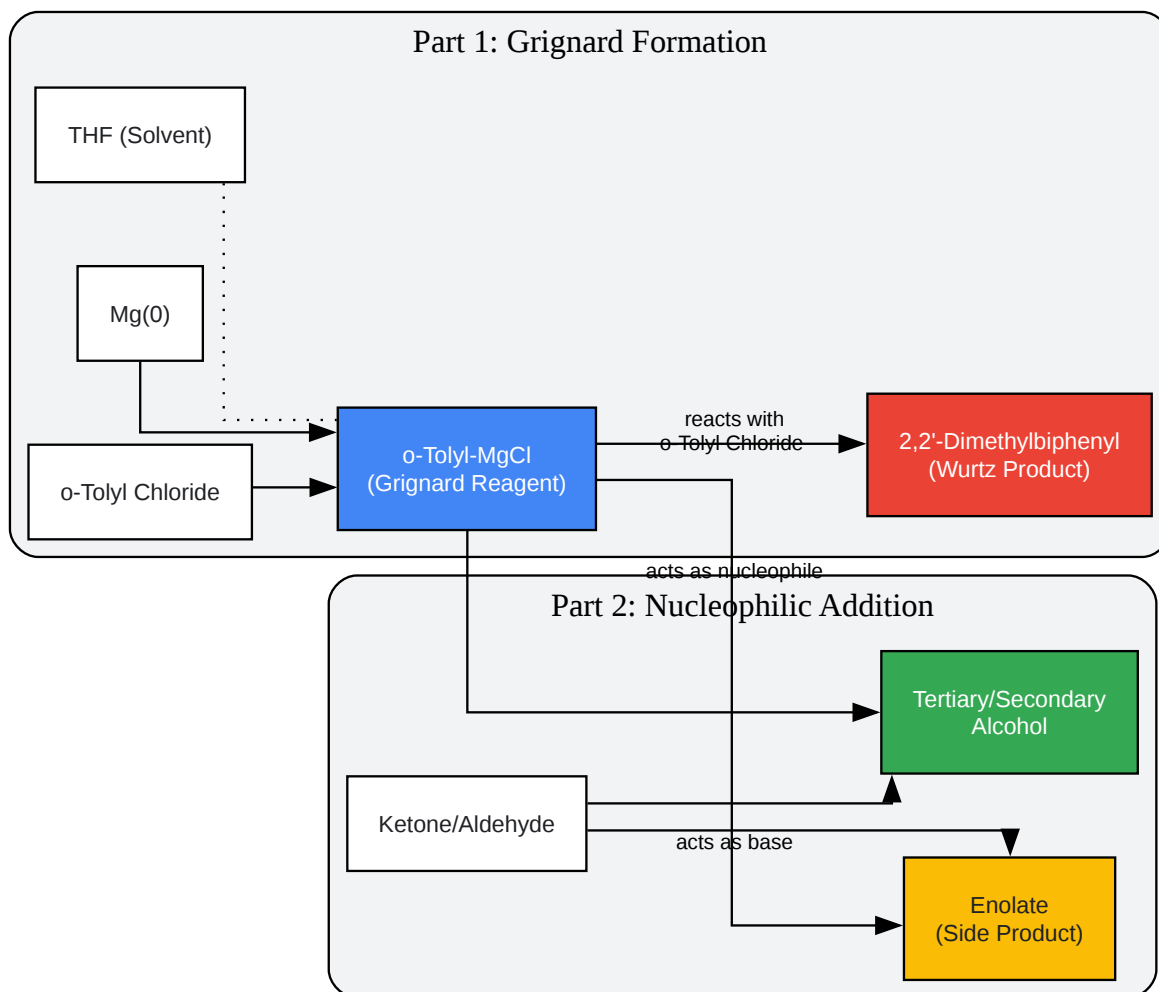 Part 1: Grignard Formation
THF (Solvent)
Mg(0)
o-Tolyl Chloride
o-Tolyl-MgCl
(Grignard Reagent)
reacts with
o-Tolyl Chloride
2,2'-Dimethylbiphenyl
(Wurtz Product)
acts as nucleophile
Part 2: Nucleophilic Addition
Tertiary/Secondary
Alcohol
Ketone/Aldehyde
acts as base
Enolate
(Side Product)